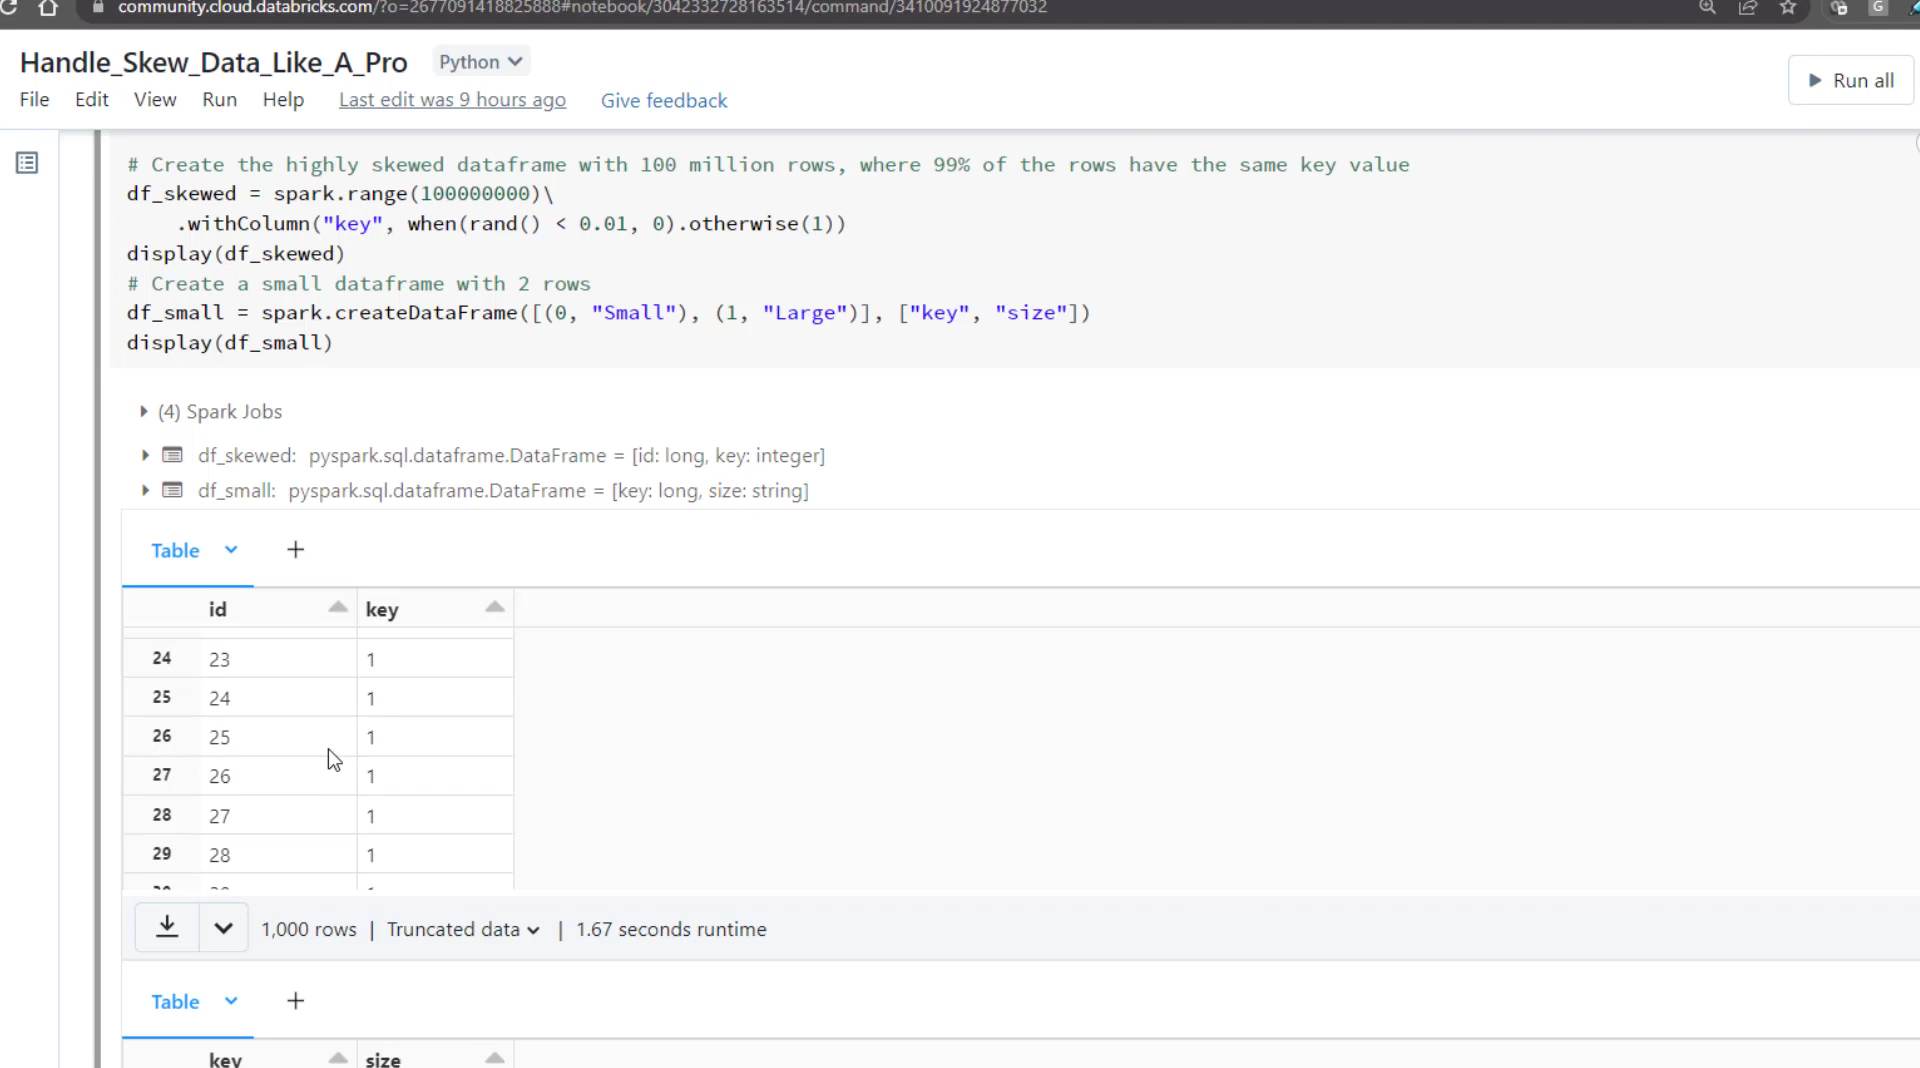 community.cloud.databricks.com/?o=2677091418825888#notebook/3042332728163514/command/3410091924877032
G
Handle_Skew_Data_Like_A_Pro Python
Run all
File Edit View Run Help Last edit was 9 hours ago Give feedback
# Create the highly skewed dataframe with 100 million rows, where 99% of the rows have the same key value
df_skewed = spark.range(100000000)\
.withColumn("key", when(rand() < 0.01, 0).otherwise(1))
display(df_skewed)
# Create a small dataframe with 2 rows
df_small = spark.createDataFrame([(0, "Small"), (1, "Large")], ["key", "size"])
display(df_small)
(4) Spark Jobs
df_skewed: pyspark.sql.dataframe.DataFrame = [id: long, key: integer]
df_small: pyspark.sql.dataframe.DataFrame = [key: long, size: string]
Table +
id key
24 23 1
25 24 1
26 25 1
27 26 1
28 27 1
29 28 1
1,000 rows | Truncated data | 1.67 seconds runtime
Table +
key size